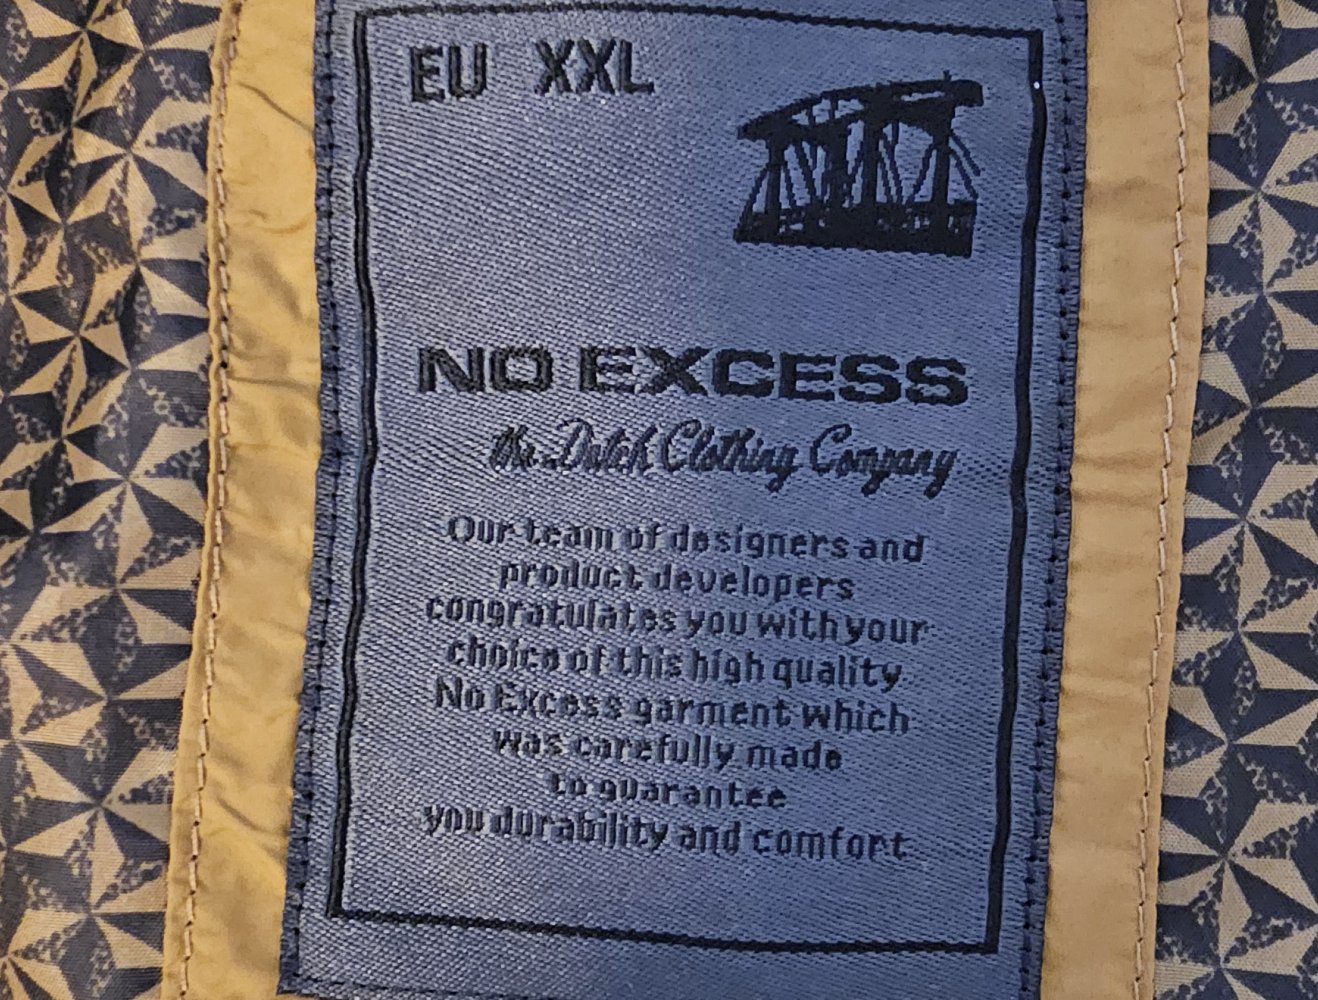 EU XXL
NO EXCESS
the Dutch Clothing Company
Our team of designers and
product developers
congratulates you with your
choice of this high quality
No Excess garment which
was carefully made
to guarantee
you durability and comfort